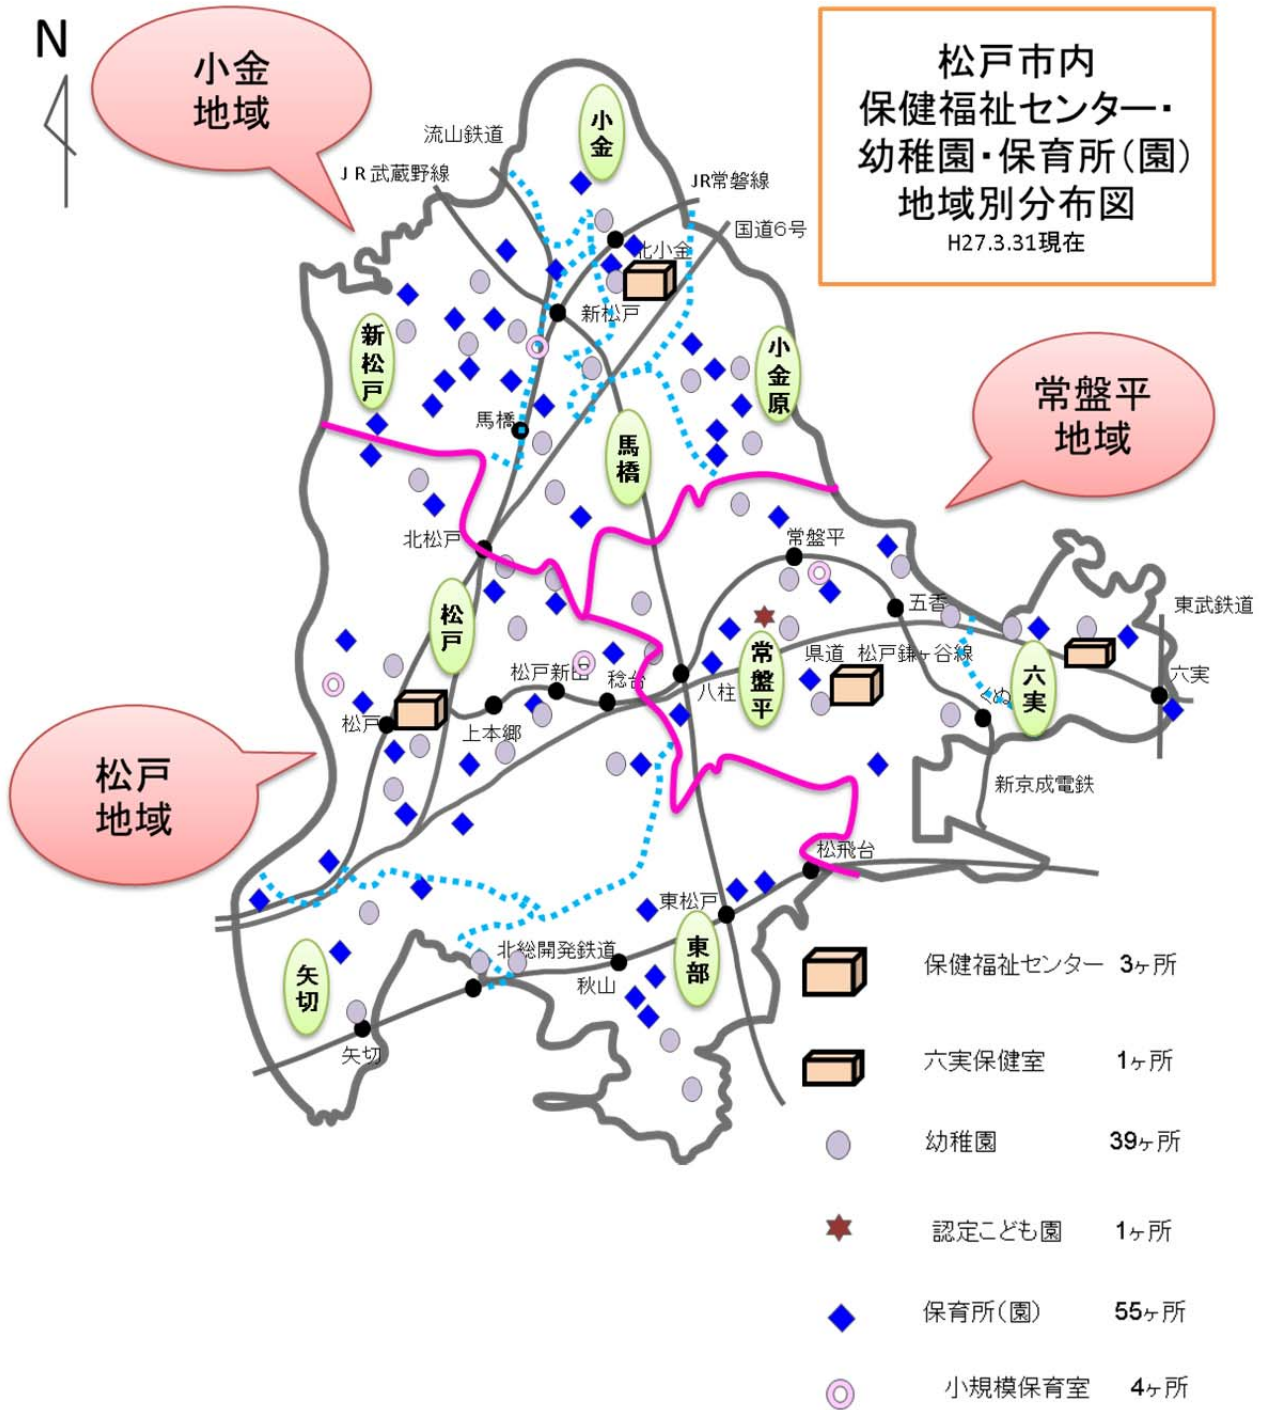 N
小金
地域
松戸市内
保健福祉センター・
幼稚園・保育所（園）
地域別分布図
H27.3.31現在
流山鉄道
小金
JR武蔵野線
JR常磐線
国道6号
北小金
新松戸
新松戸
小金原
常盤平
地域
馬橋
馬橋
北松戸
常盤平
五香
東武鉄道
松戸
松戸新田
稔台
八柱
常盤平
県道 松戸鎌ヶ谷線
六実
六実
松戸
上本郷
松戸
地域
新京成電鉄
松飛台
東松戸
東部
北総開発鉄道
秋山
矢切
矢切
保健福祉センター 3ヶ所
六実保健室 1ヶ所
幼稚園 39ヶ所
認定こども園 1ヶ所
保育所（園） 55ヶ所
小規模保育室 4ヶ所